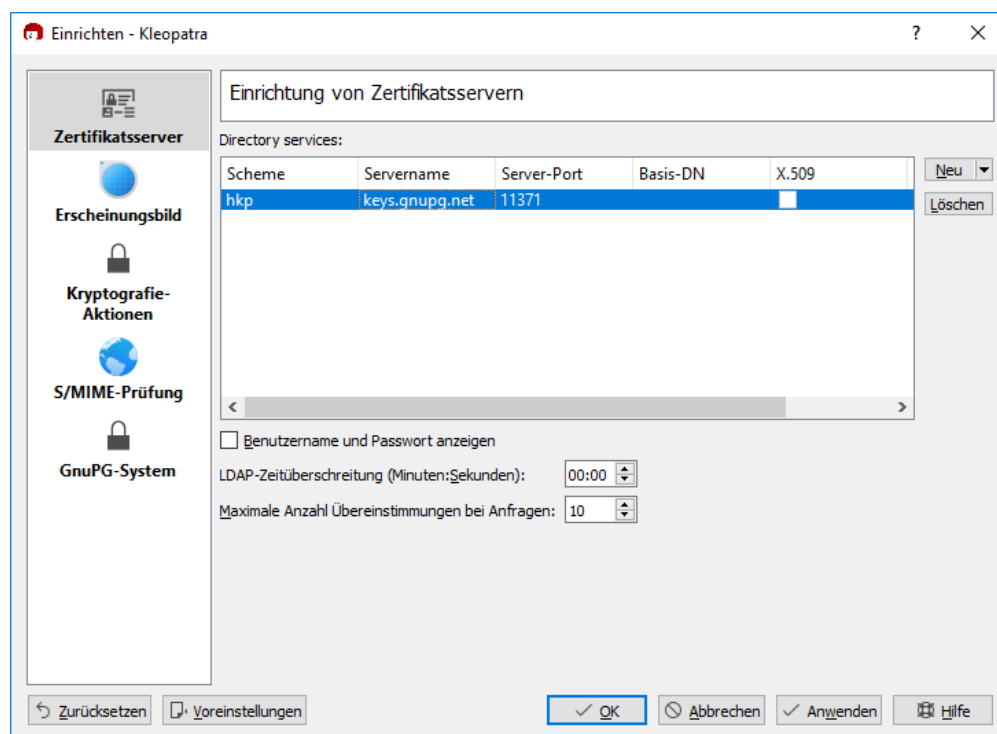 Einrichten - Kleopatra
?
Zertifikatsserver
Erscheinungsbild
Kryptografie-
Aktionen
S/MIME-Prüfung
GnuPG-System
Einrichtung von Zertifikatsservern
Directory services:
Scheme Servername Server-Port Basis-DN X.509
hkp keys.gnupg.net 11371
Neu
Löschen
Benutzername und Passwort anzeigen
LDAP-Zeitüberschreitung (Minuten:Sekunden): 00:00
Maximale Anzahl Übereinstimmungen bei Anfragen: 10
Zurücksetzen Voreinstellungen OK Abbrechen Anwenden Hilfe